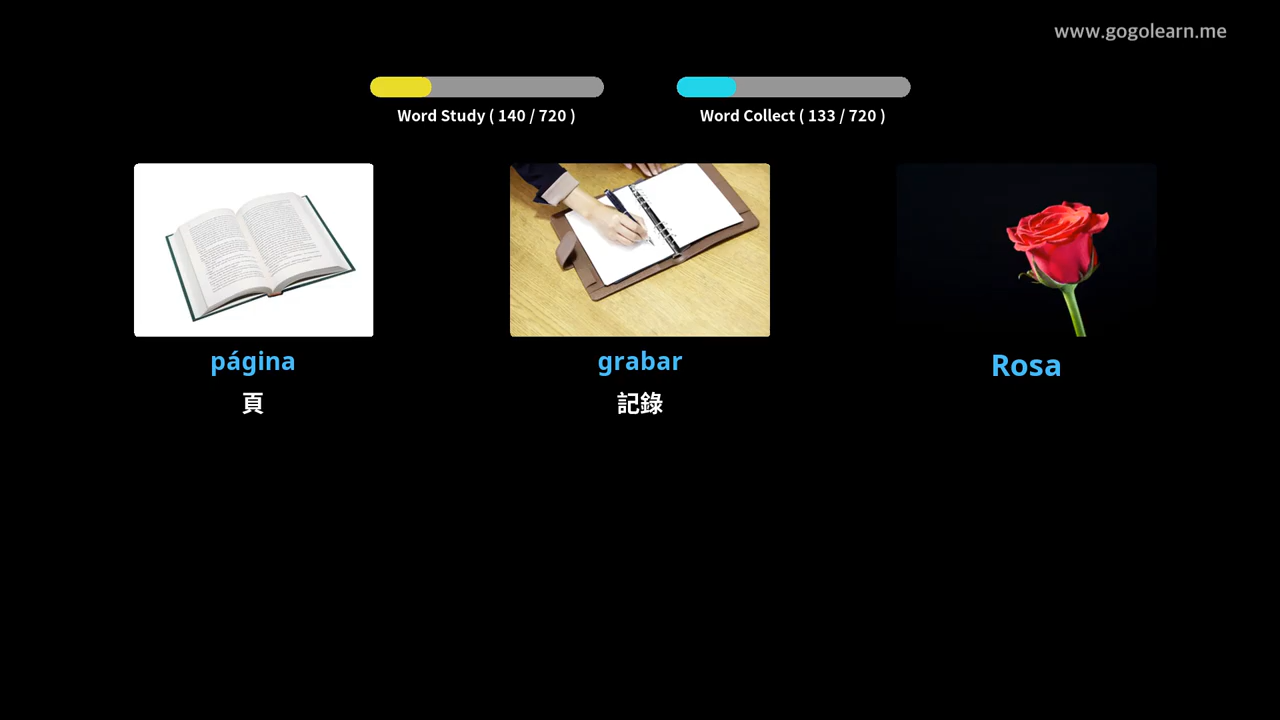 www.gogolearn.me
Word Study ( 140 / 720 )
Word Collect ( 133 / 720 )
página
grabar
Rosa
頁
記錄